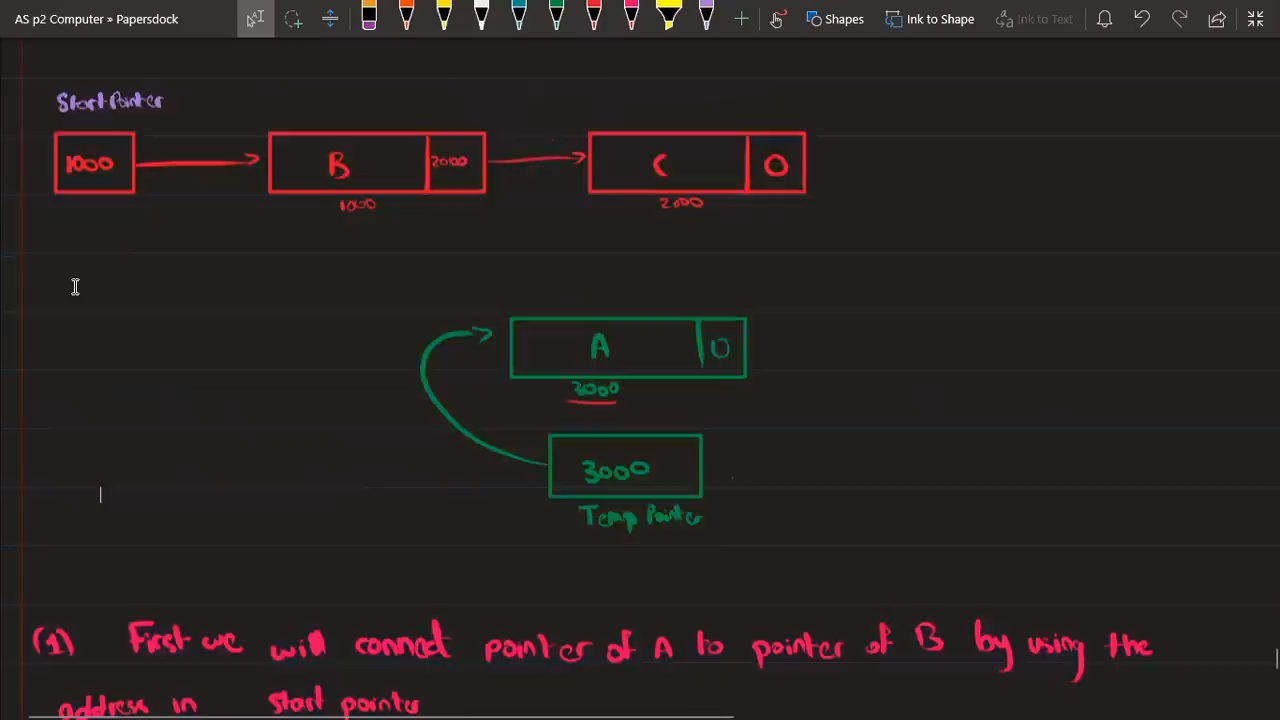 AS p2 Computer » Papersdock
Shapes
Ink to Shape
Ink to Text
Start Pointer
1000
B
2000
C
0
1000
2000
A
0
3000
3000
Temp Pointer
(1) First we will connect pointer of A to pointer of B by using the
address in start pointer